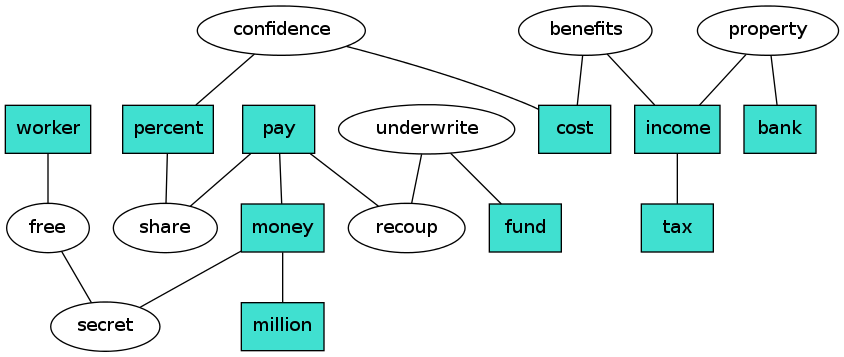 confidence
benefits
property
worker
percent
pay
underwrite
cost
income
bank
free
share
money
recoup
fund
tax
secret
million